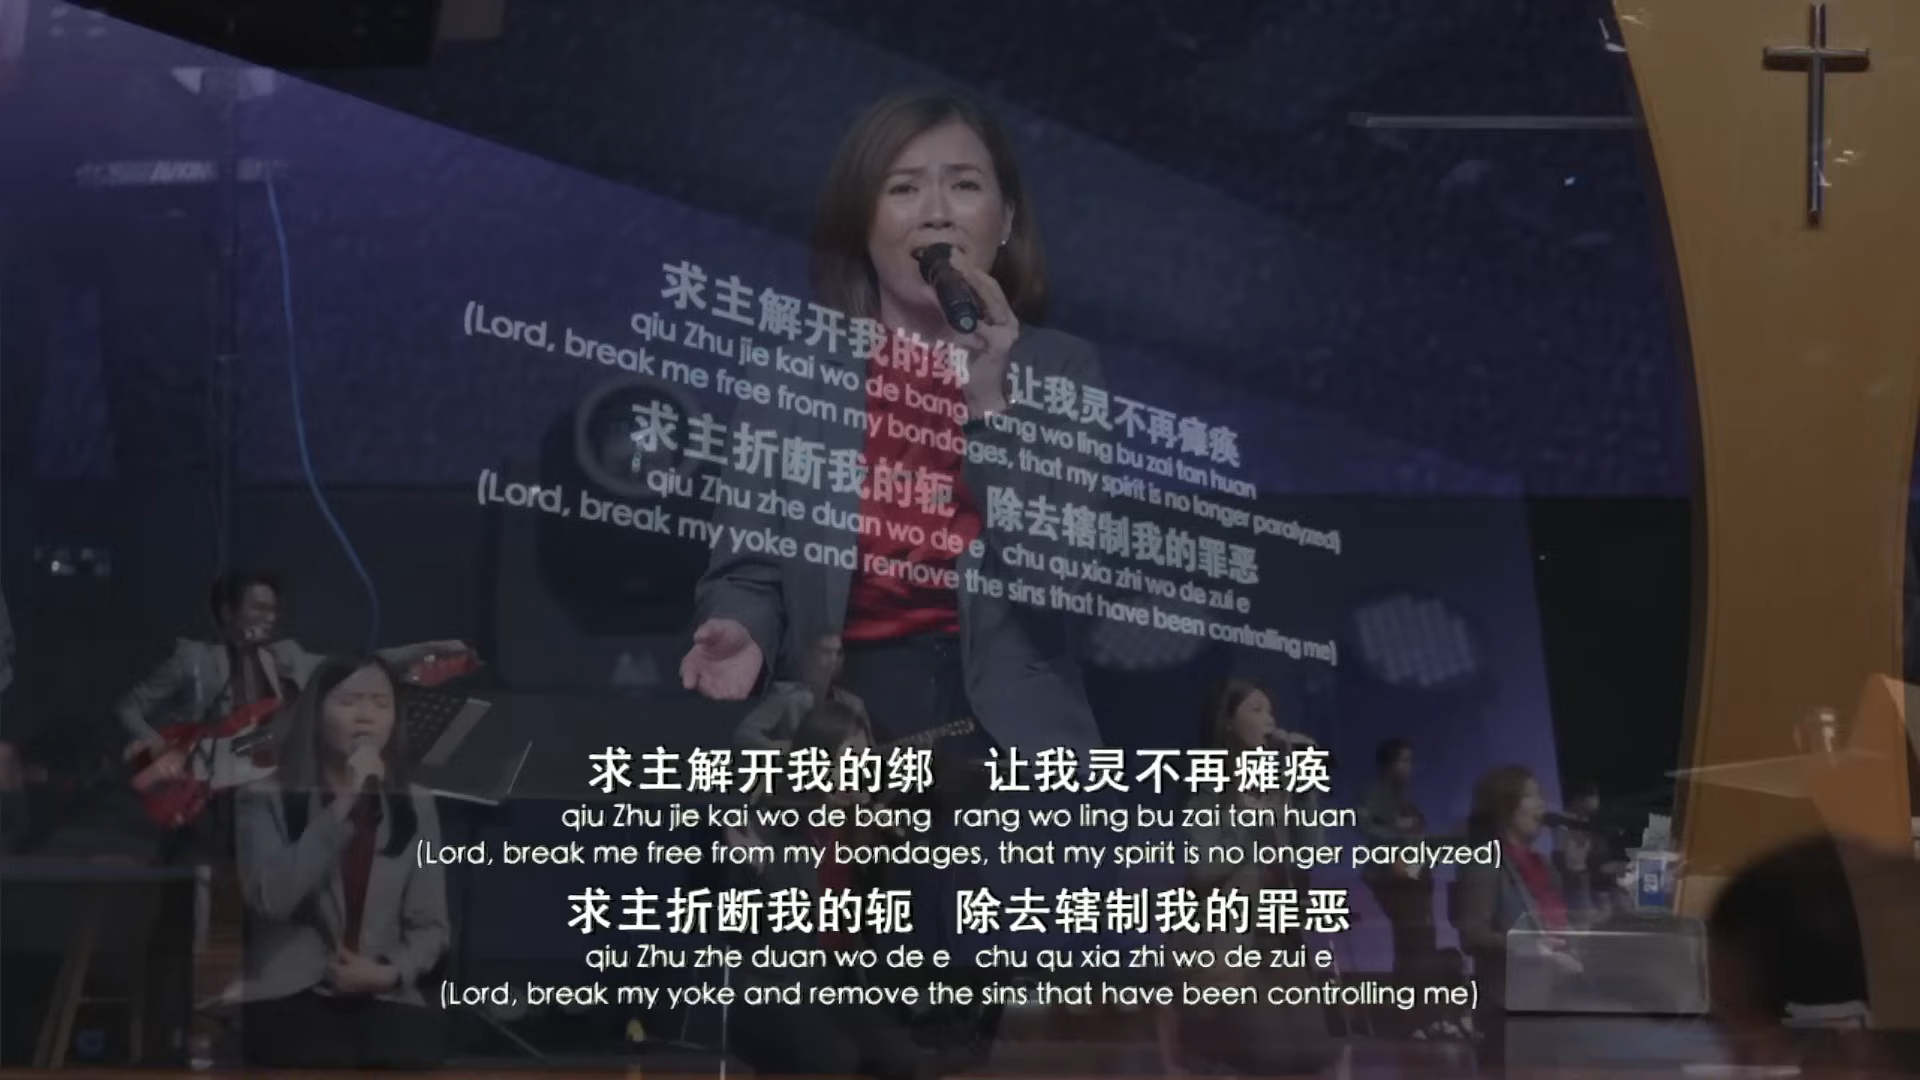 求主解开我的绑 让我灵不再瘫痪
qiu Zhu jie kai wo de bang rang wo ling bu zai tan huan
(Lord, break me free from my bondages, that my spirit is no longer paralyzed)
求主折断我的轭 除去辖制我的罪恶
qiu Zhu zhe duan wo de e chu qu xia zhi wo de zui e
(Lord, break my yoke and remove the sins that have been controlling me)
求主解开我的绑 让我灵不再瘫痪
qiu Zhu jie kai wo de bang rang wo ling bu zai tan huan
(Lord, break me free from my bondages, that my spirit is no longer paralyzed)
求主折断我的轭 除去辖制我的罪恶
qiu Zhu zhe duan wo de e chu qu xia zhi wo de zui e
(Lord, break my yoke and remove the sins that have been controlling me)